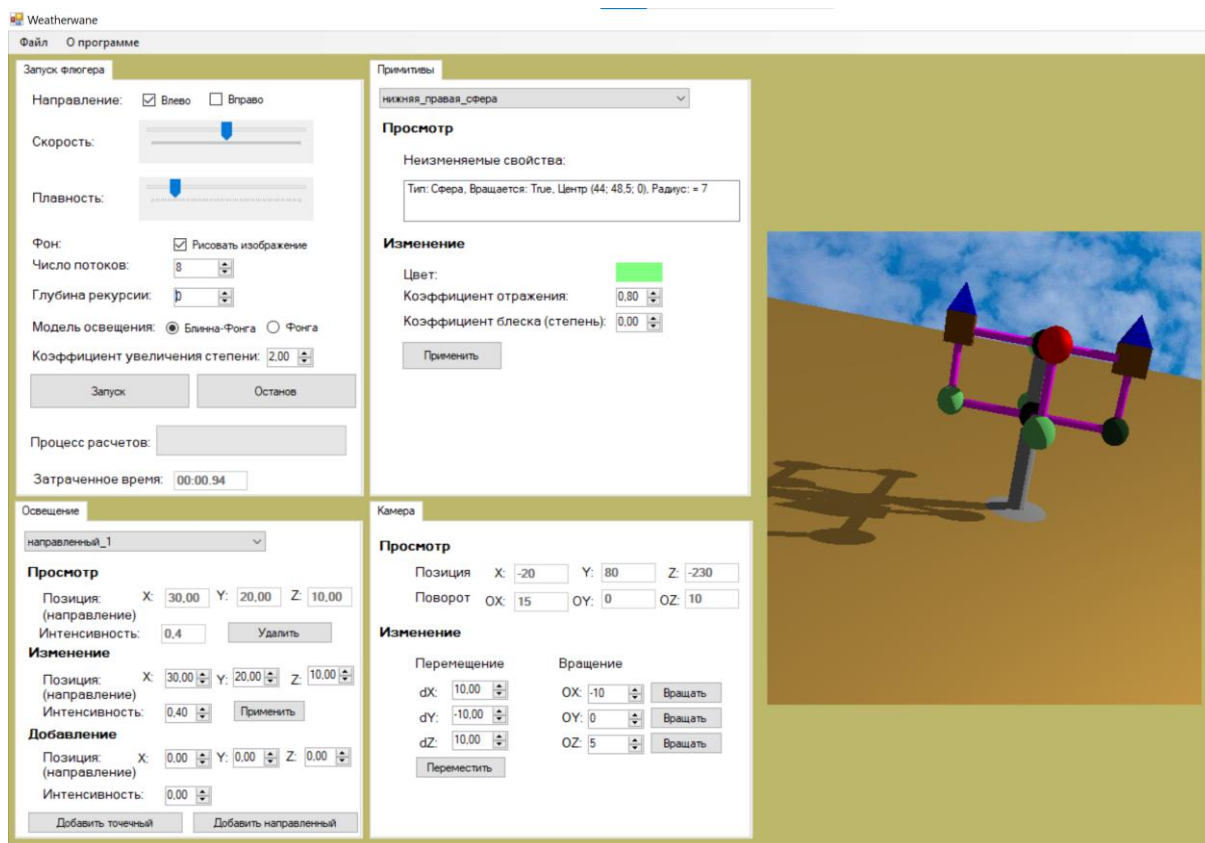 Weatherwane
Файл О программе
Запуск флюгера
Направление: Влево Вправо
Скорость:
Плавность:
Фон: Рисовать изображение
Число потоков: 8
Глубина рекурсии: 0
Модель освещения: Блинна-Фонга Фонга
Коэффициент увеличения степени: 2,00
Запуск Останов
Процесс расчетов:
Затраченное время: 00:00.94
Примитивы
нижняя_правая_сфера
Просмотр
Неизменяемые свойства:
Тип: Сфера, Вращается: True, Центр (44; 48,5; 0), Радиус: = 7
Изменение
Цвет:
Коэффициент отражения: 0,80
Коэффициент блеска (степень): 0,00
Применить
Освещение
направленный_1
Просмотр
Позиция: X: 30,00 Y: 20,00 Z: 10,00
(направление)
Интенсивность: 0,4 Удалить
Изменение
Позиция: X: 30,00 Y: 20,00 Z: 10,00
(направление)
Интенсивность: 0,40 Применить
Добавление
Позиция: X: 0,00 Y: 0,00 Z: 0,00
(направление)
Интенсивность: 0,00
Добавить точечный Добавить направленный
Камера
Просмотр
Позиция X: -20 Y: 80 Z: -230
Поворот OX: 15 OY: 0 OZ: 10
Изменение
Перемещение Вращение
dX: 10,00 OX: -10 Вращать
dY: -10,00 OY: 0 Вращать
dZ: 10,00 OZ: 5 Вращать
Переместить